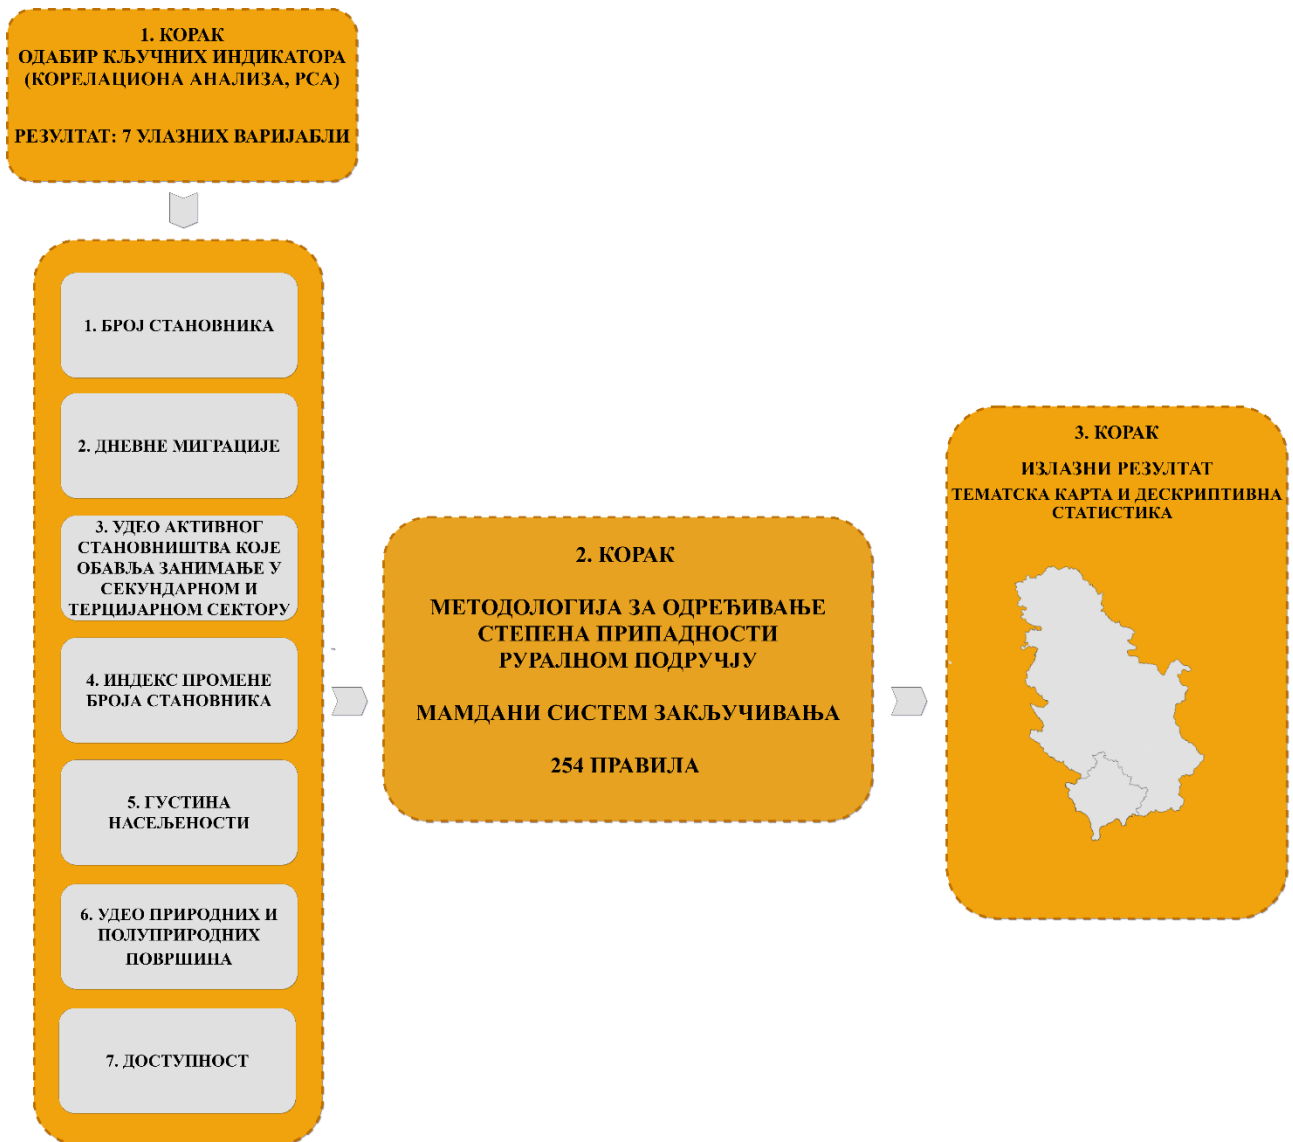 1. КОРАК
ОДАБИР КЉУЧНИХ ИНДИКАТОРА
(КОРЕЛАЦИОНА АНАЛИЗА, PCA)
РЕЗУЛТАТ: 7 УЛАЗНИХ ВАРИЈАБЛИ
1. БРОЈ СТАНОВНИКА
2. ДНЕВНЕ МИГРАЦИЈЕ
3. УДЕО АКТИВНОГ
СТАНОВНИШТВА КОЈЕ
ОБАВЉА ЗАНИМАЊЕ У
СЕКУНДАРНОМ И
ТЕРЦИЈАРНОМ СЕКТОРУ
4. ИНДЕКС ПРОМЕНЕ
БРОЈА СТАНОВНИКА
5. ГУСТИНА
НАСЕЉЕНОСТИ
6. УДЕО ПРИРОДНИХ И
ПОЛУПРИРОДНИХ
ПОВРШИНА
7. ДОСТУПНОСТ
2. КОРАК
МЕТОДОЛОГИЈА ЗА ОДРЕЂИВАЊЕ
СТЕПЕНА ПРИПАДНОСТИ
РУРАЛНОМ ПОДРУЧЈУ
МАМДАНИ СИСТЕМ ЗАКЉУЧИВАЊА
254 ПРАВИЛА
3. КОРАК
ИЗЛАЗНИ РЕЗУЛТАТ
ТЕМАТСКА КАРТА И ДЕСКРИПТИВНА
СТАТИСТИКА